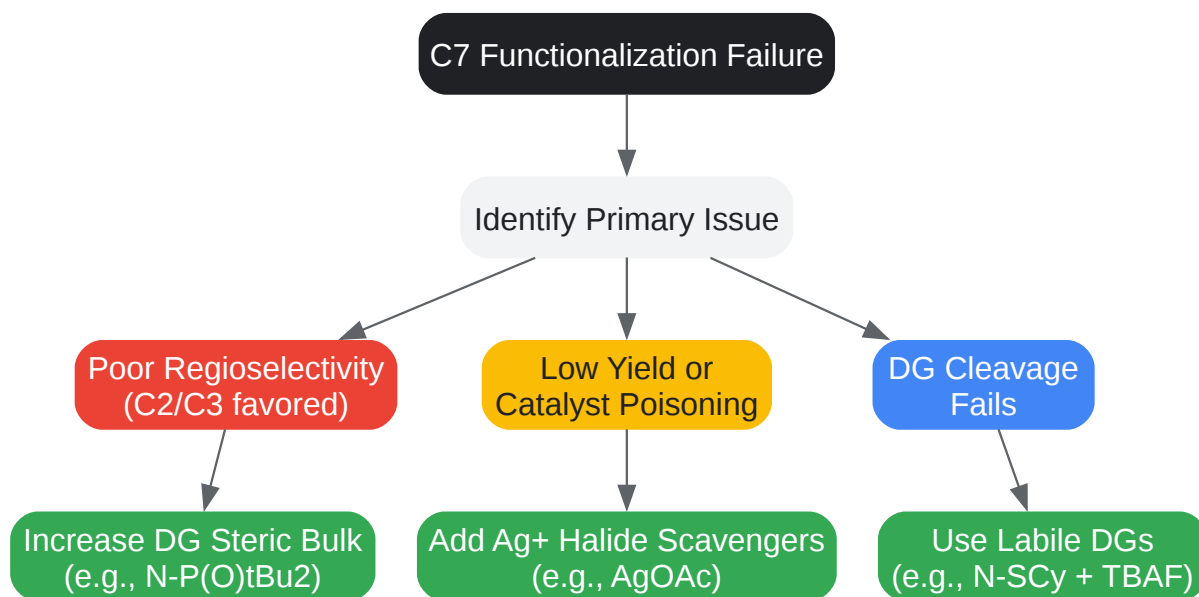 C7 Functionalization Failure
Identify Primary Issue
Poor Regioselectivity
(C2/C3 favored)
Low Yield or
Catalyst Poisoning
DG Cleavage
Fails
Increase DG Steric Bulk
(e.g., N-P(O)tBu2)
Add Ag+ Halide Scavengers
(e.g., AgOAc)
Use Labile DGs
(e.g., N-SCy + TBAF)